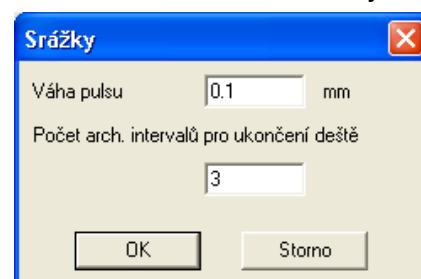 Srážky
Váha pulsu 0.1 mm
Počet arch. intervalů pro ukončení deště
3
OK Storno